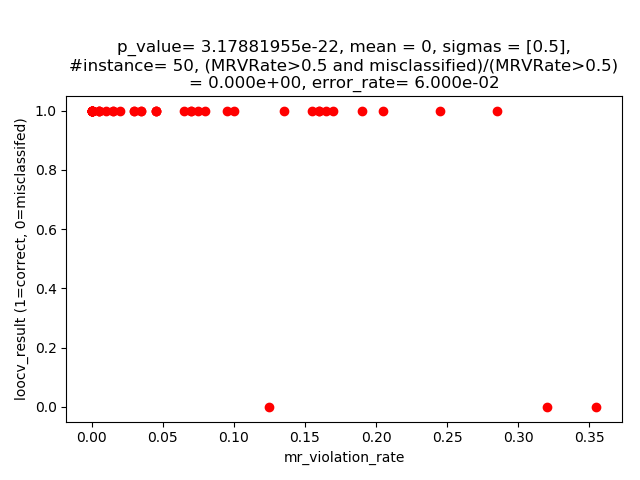 p_value= 3.17881955e-22, mean = 0, sigmas = [0.5],
#instance= 50, (MRVRate>0.5 and misclassified)/(MRVRate>0.5)
= 0.000e+00, error_rate= 6.000e-02
1.0
0.8
0.6
0.4
0.2
0.0
loocv_result (1=correct, 0=misclassifed)
0.00 0.05 0.10 0.15 0.20 0.25 0.30 0.35
mr_violation_rate